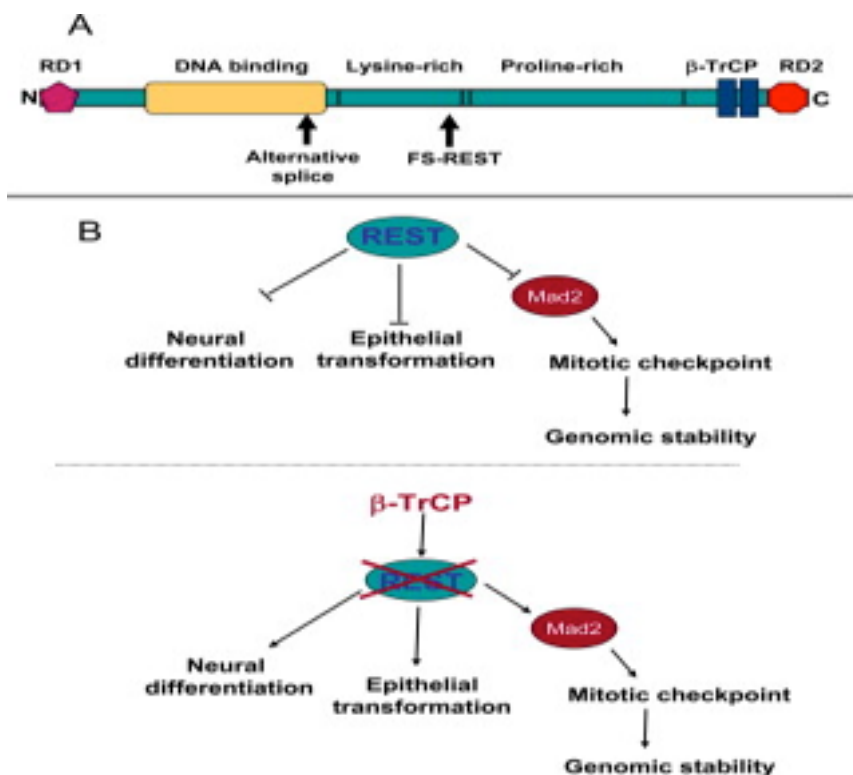 A
RD1 DNA binding Lysine-rich Proline-rich β-TrCP RD2
N C
Alternative splice FS-REST
B
REST
Mad2
Neural differentiation Epithelial transformation Mitotic checkpoint
Genomic stability
β-TrCP
REST
Mad2
Neural differentiation Epithelial transformation Mitotic checkpoint
Genomic stability